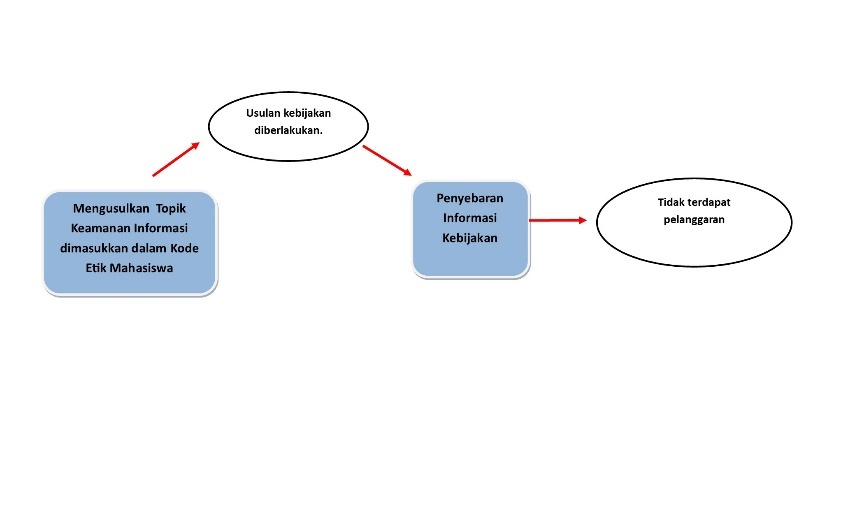 Mengusulkan Topik
Keamanan Informasi
dimasukkan dalam Kode
Etik Mahasiswa
Usulan kebijakan
diberlakukan.
Penyebaran
Informasi
Kebijakan
Tidak terdapat
pelanggaran